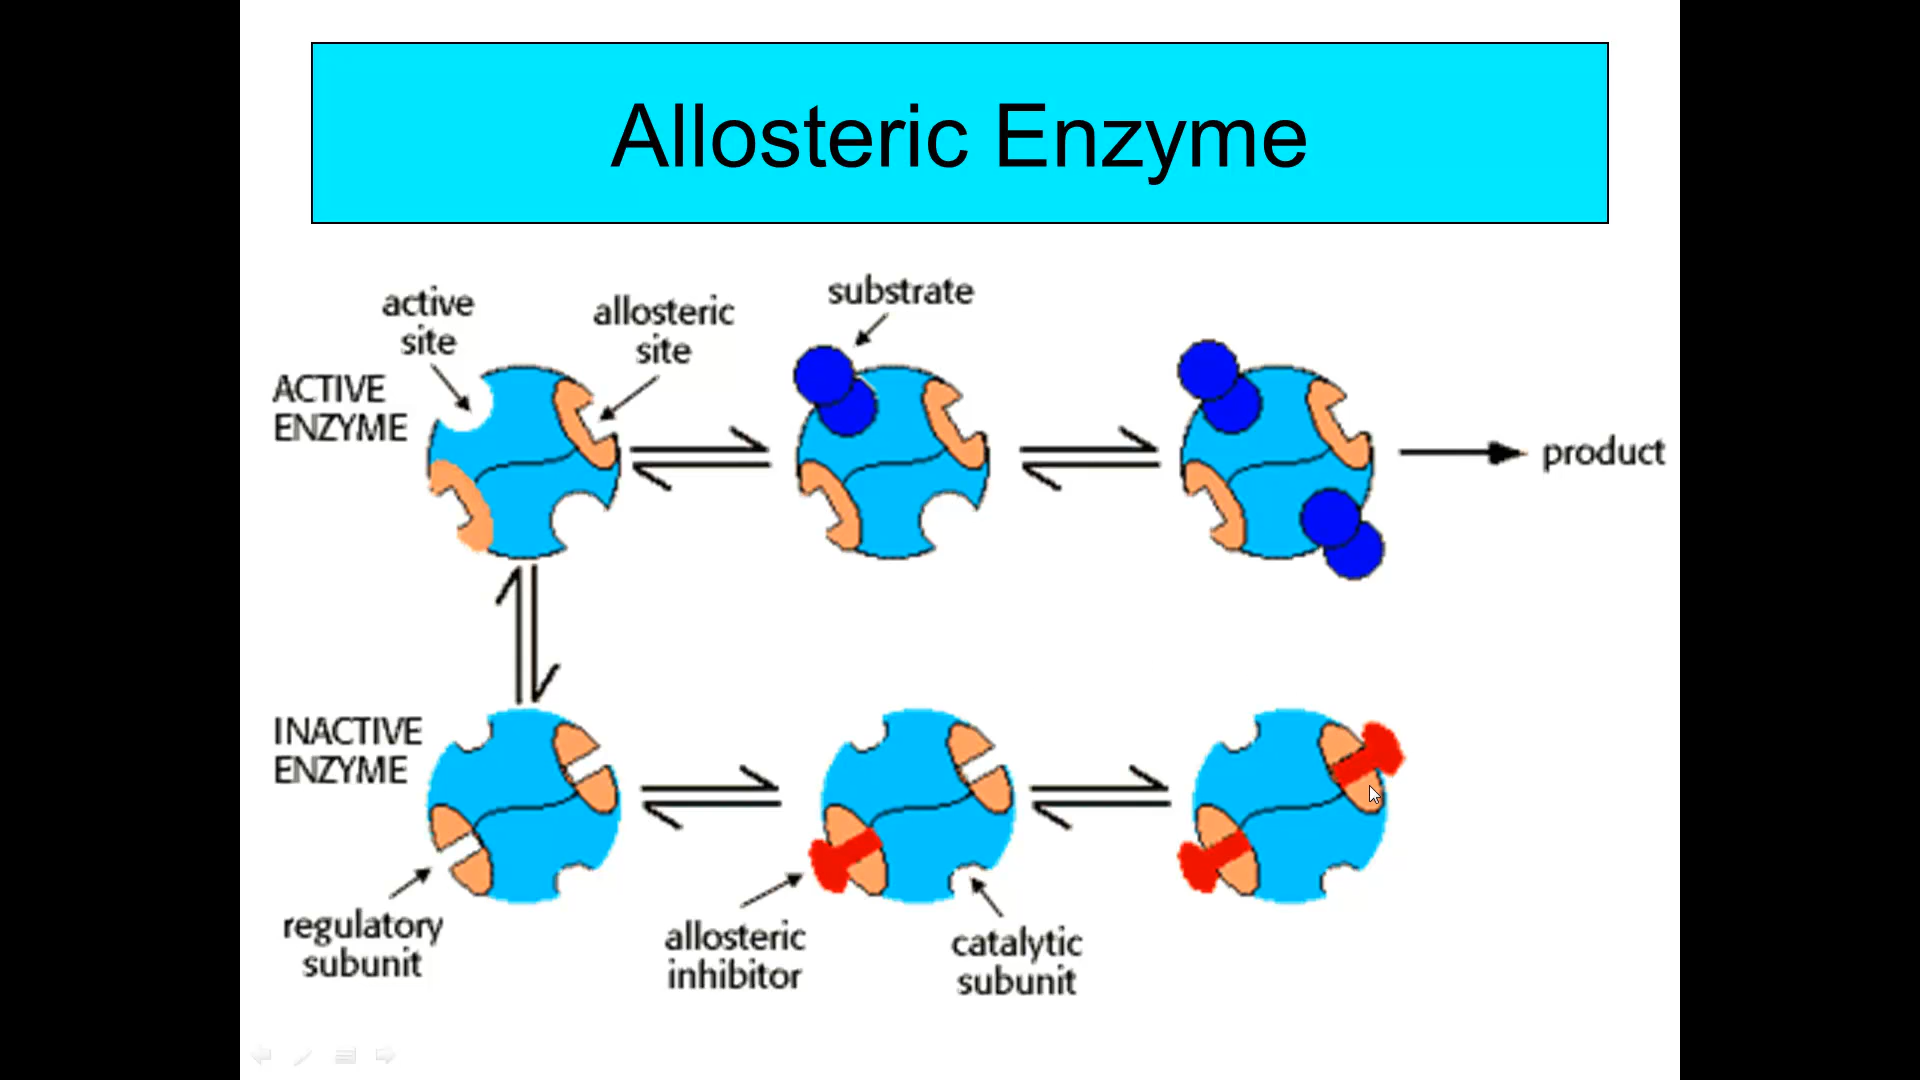 Allosteric Enzyme
active
site
allosteric
site
substrate
ACTIVE
ENZYME
product
INACTIVE
ENZYME
regulatory
subunit
allosteric
inhibitor
catalytic
subunit